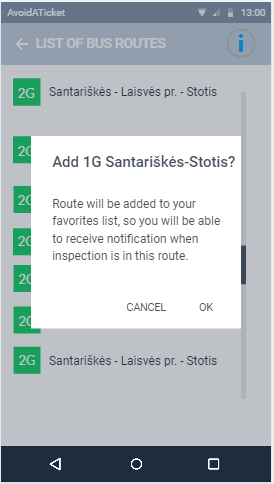 AvoidATicket 13:00
LIST OF BUS ROUTES
2G Santariškės - Laisvės pr. - Stotis
2G
Add 1G Santariškės-Stotis?
2G
Route will be added to your
favorites list, so you will be able
2G
to receive notification when
inspection is in this route.
2G
CANCEL OK
2G
2G Santariškės - Laisvės pr. - Stotis